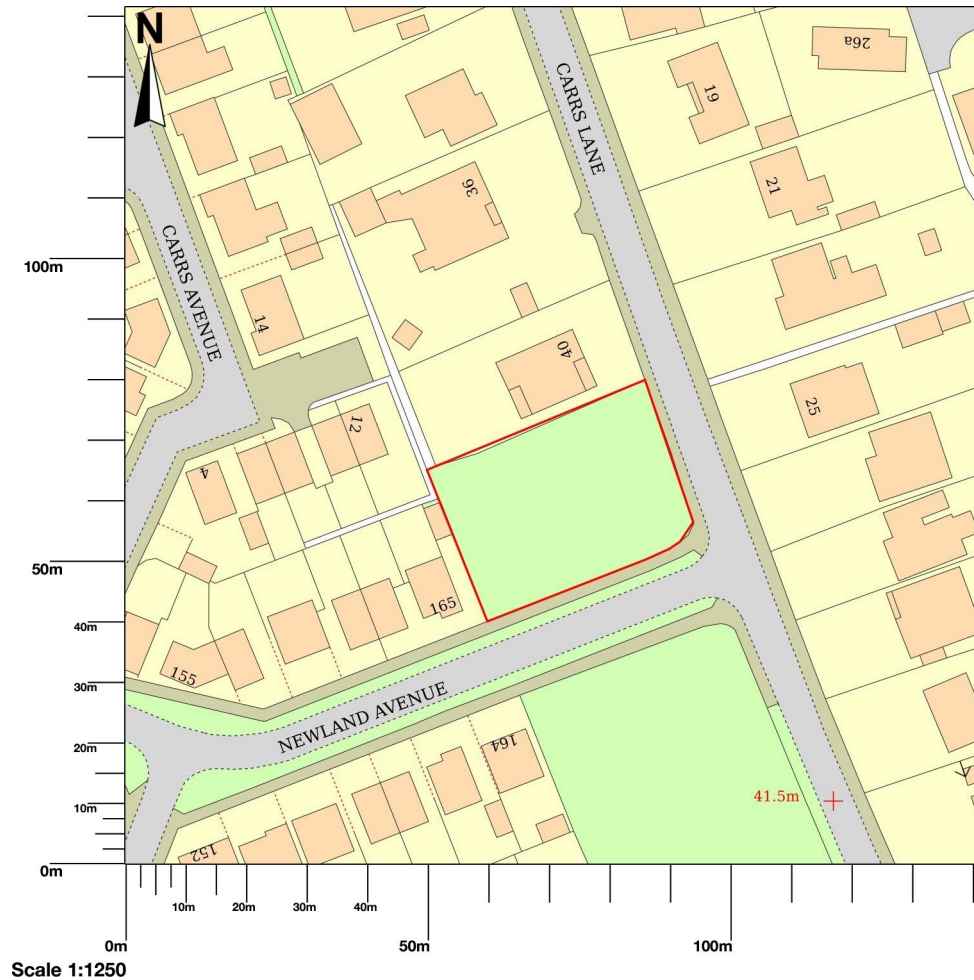 N
CARRS LANE
26a
19
36
21
100m
CARRS AVENUE
14
40
25
12
4
50m
40m
165
155
30m
NEWLAND AVENUE
20m
164
41.5m
10m
152
0m
10m
20m
30m
40m
0m
50m
100m
Scale 1:1250